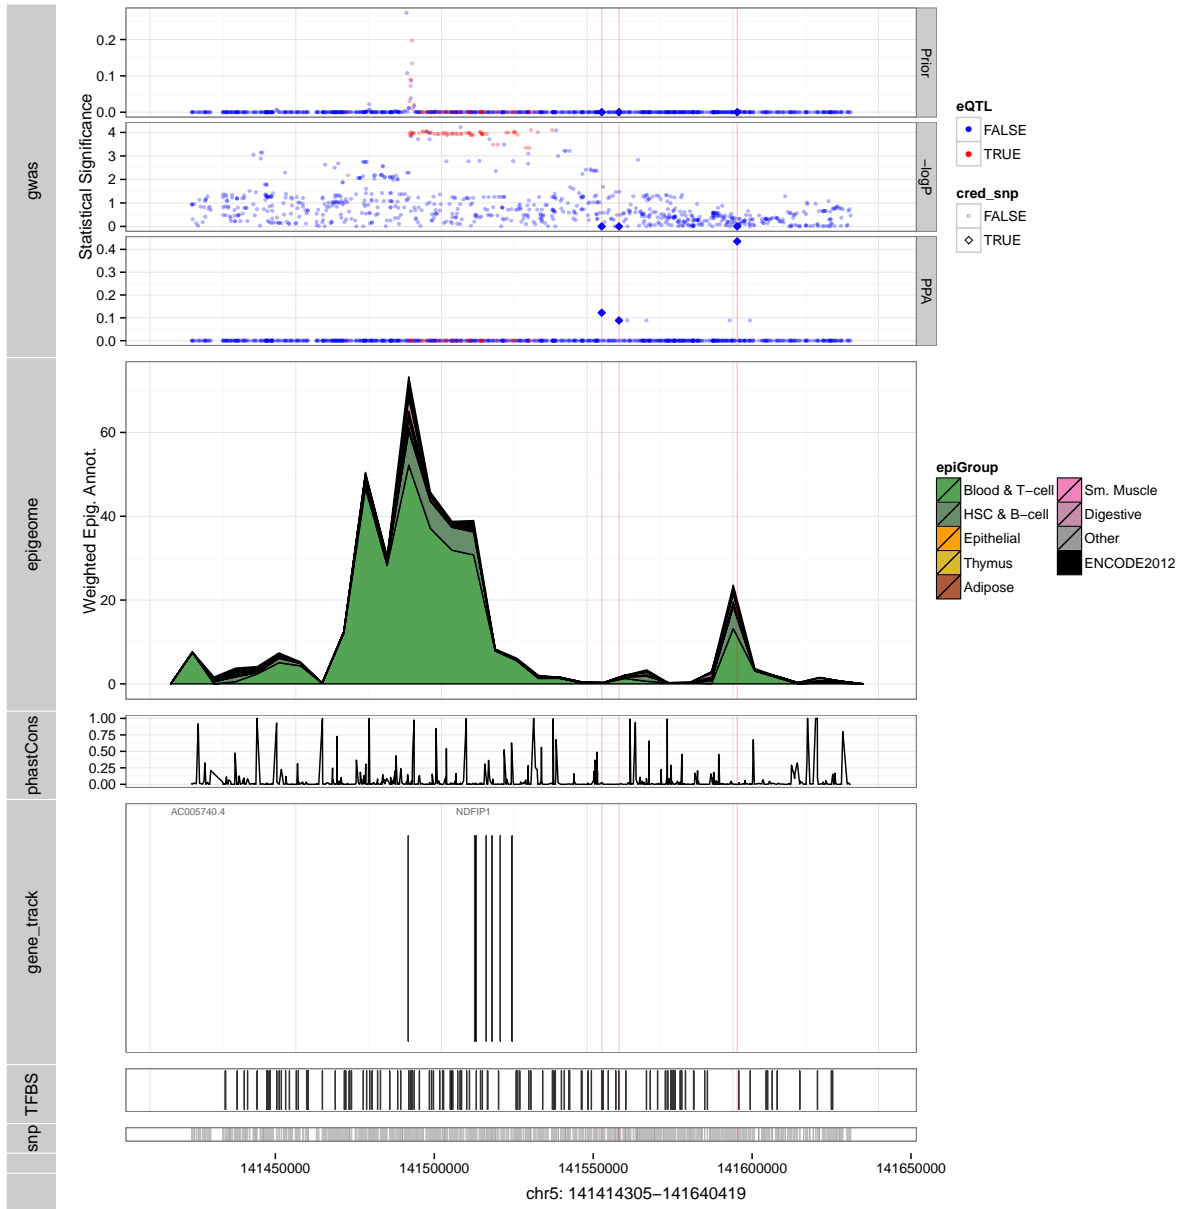 gwas
Statistical Significance
0.2
0.1
0.0
Prior
4
3
2
1
0
-logP
0.4
0.3
0.2
0.1
0.0
PPA
eQTL
FALSE
TRUE
cred_snp
FALSE
TRUE
epigeome
Weighted Epig. Annot.
60
40
20
0
epiGroup
Blood & T-cell
HSC & B-cell
Epithelial
Thymus
Adipose
Sm. Muscle
Digestive
Other
ENCODE2012
phastCons
1.00
0.75
0.50
0.25
0.00
gene_track
AC005740.4
NDFIP1
TFBS
snp
141450000
141500000
141550000
141600000
141650000
chr5: 141414305-141640419